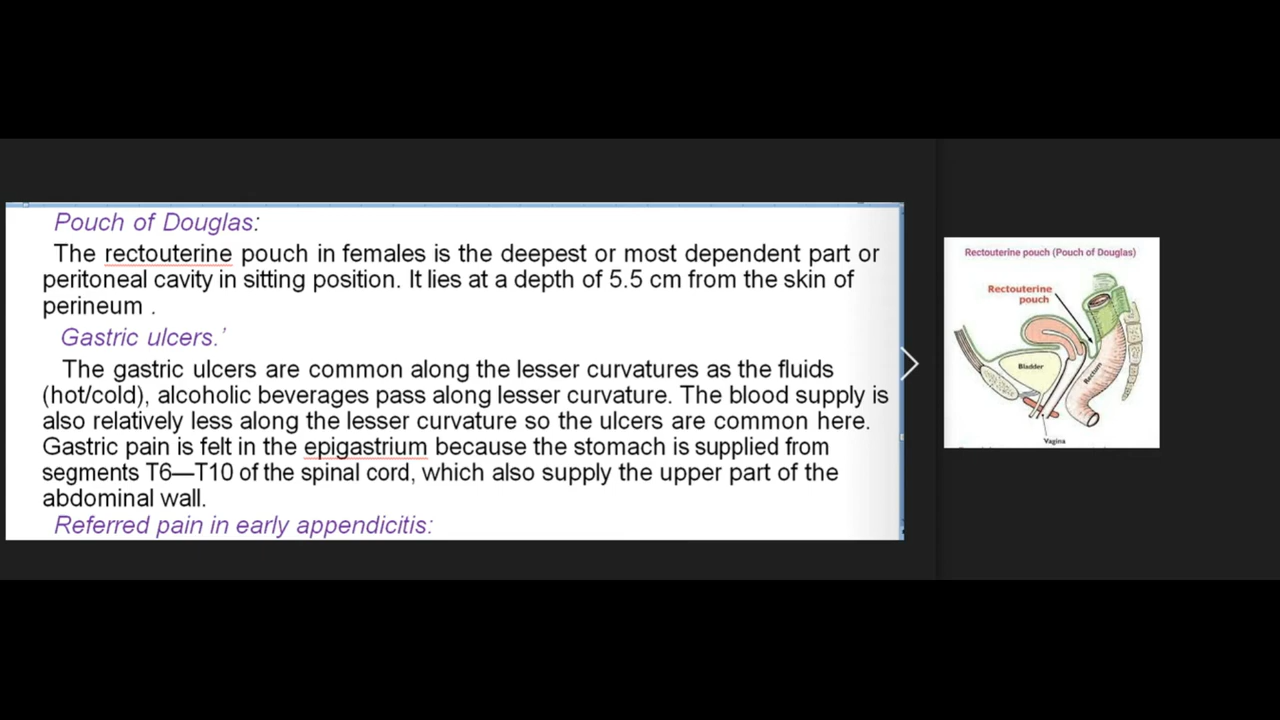 Pouch of Douglas:
The rectouterine pouch in females is the deepest or most dependent part or
peritoneal cavity in sitting position. It lies at a depth of 5.5 cm from the skin of
perineum .
Gastric ulcers.’
The gastric ulcers are common along the lesser curvatures as the fluids
(hot/cold), alcoholic beverages pass along lesser curvature. The blood supply is
also relatively less along the lesser curvature so the ulcers are common here.
Gastric pain is felt in the epigastrium because the stomach is supplied from
segments T6—T10 of the spinal cord, which also supply the upper part of the
abdominal wall.
Referred pain in early appendicitis:
Rectouterine pouch (Pouch of Douglas)
Rectouterine
pouch
Bladder
Rectum
Vagina